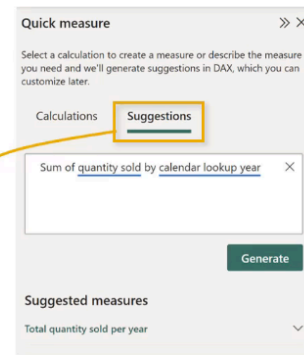 Quick measure
Select a calculation to create a measure or describe the measure
you need and we'll generate suggestions in DAX, which you can
customize later.
Calculations Suggestions
Sum of quantity sold by calendar lookup year
Generate
Suggested measures
Total quantity sold per year